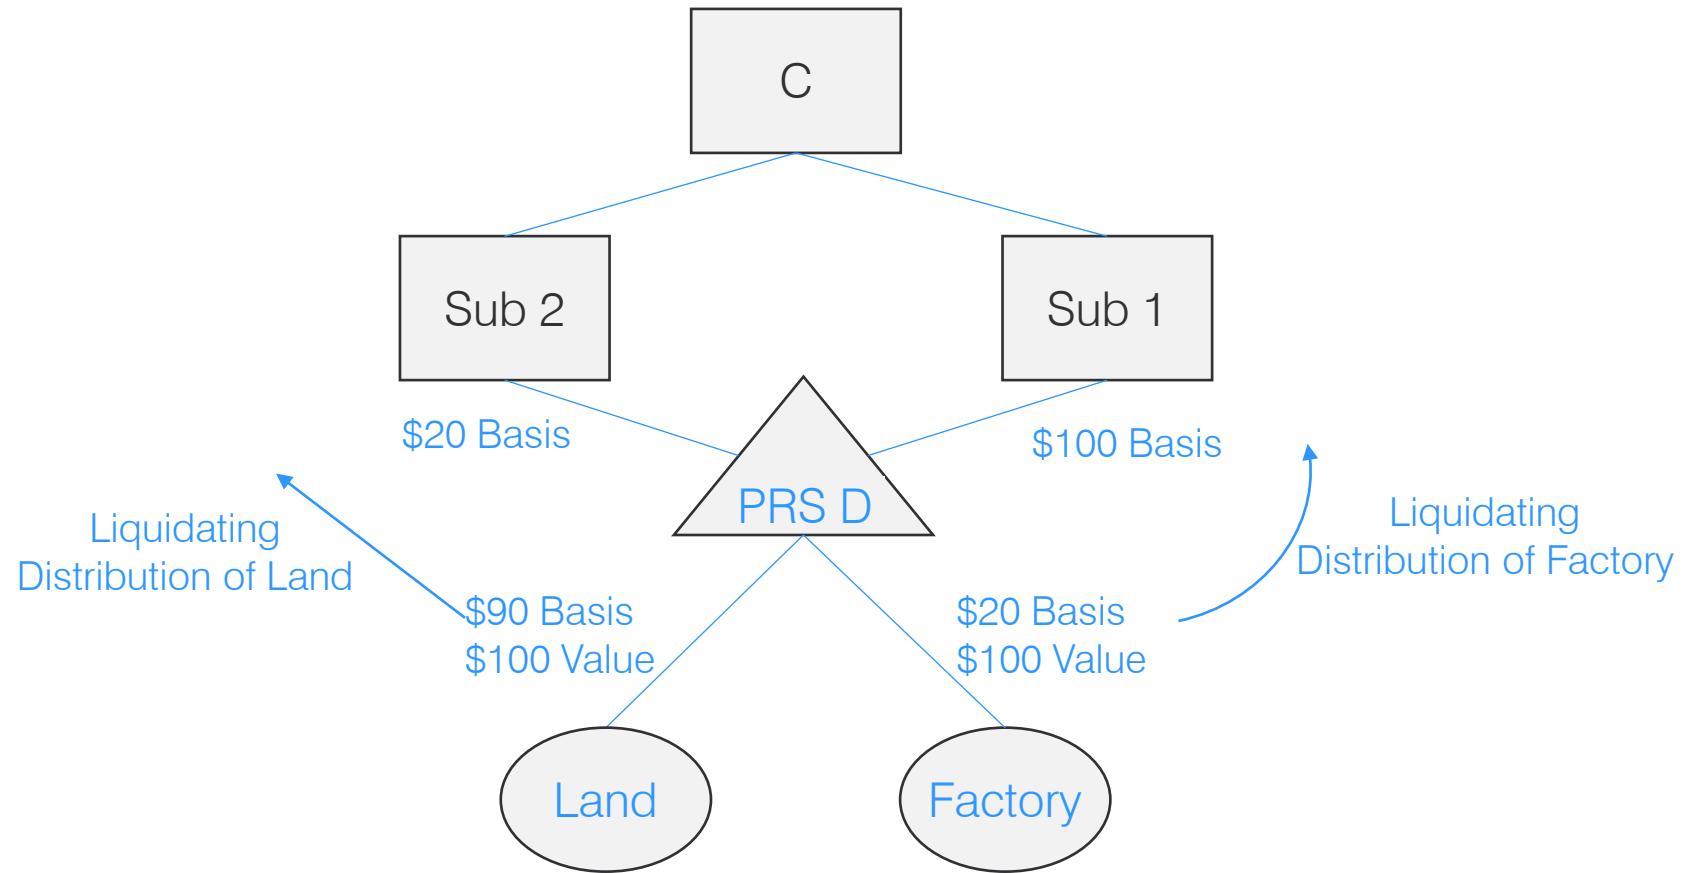 C
Sub 2
Sub 1
$20 Basis
$100 Basis
PRS D
Liquidating
Distribution of Land
Liquidating
Distribution of Factory
$90 Basis
$100 Value
$20 Basis
$100 Value
Land
Factory